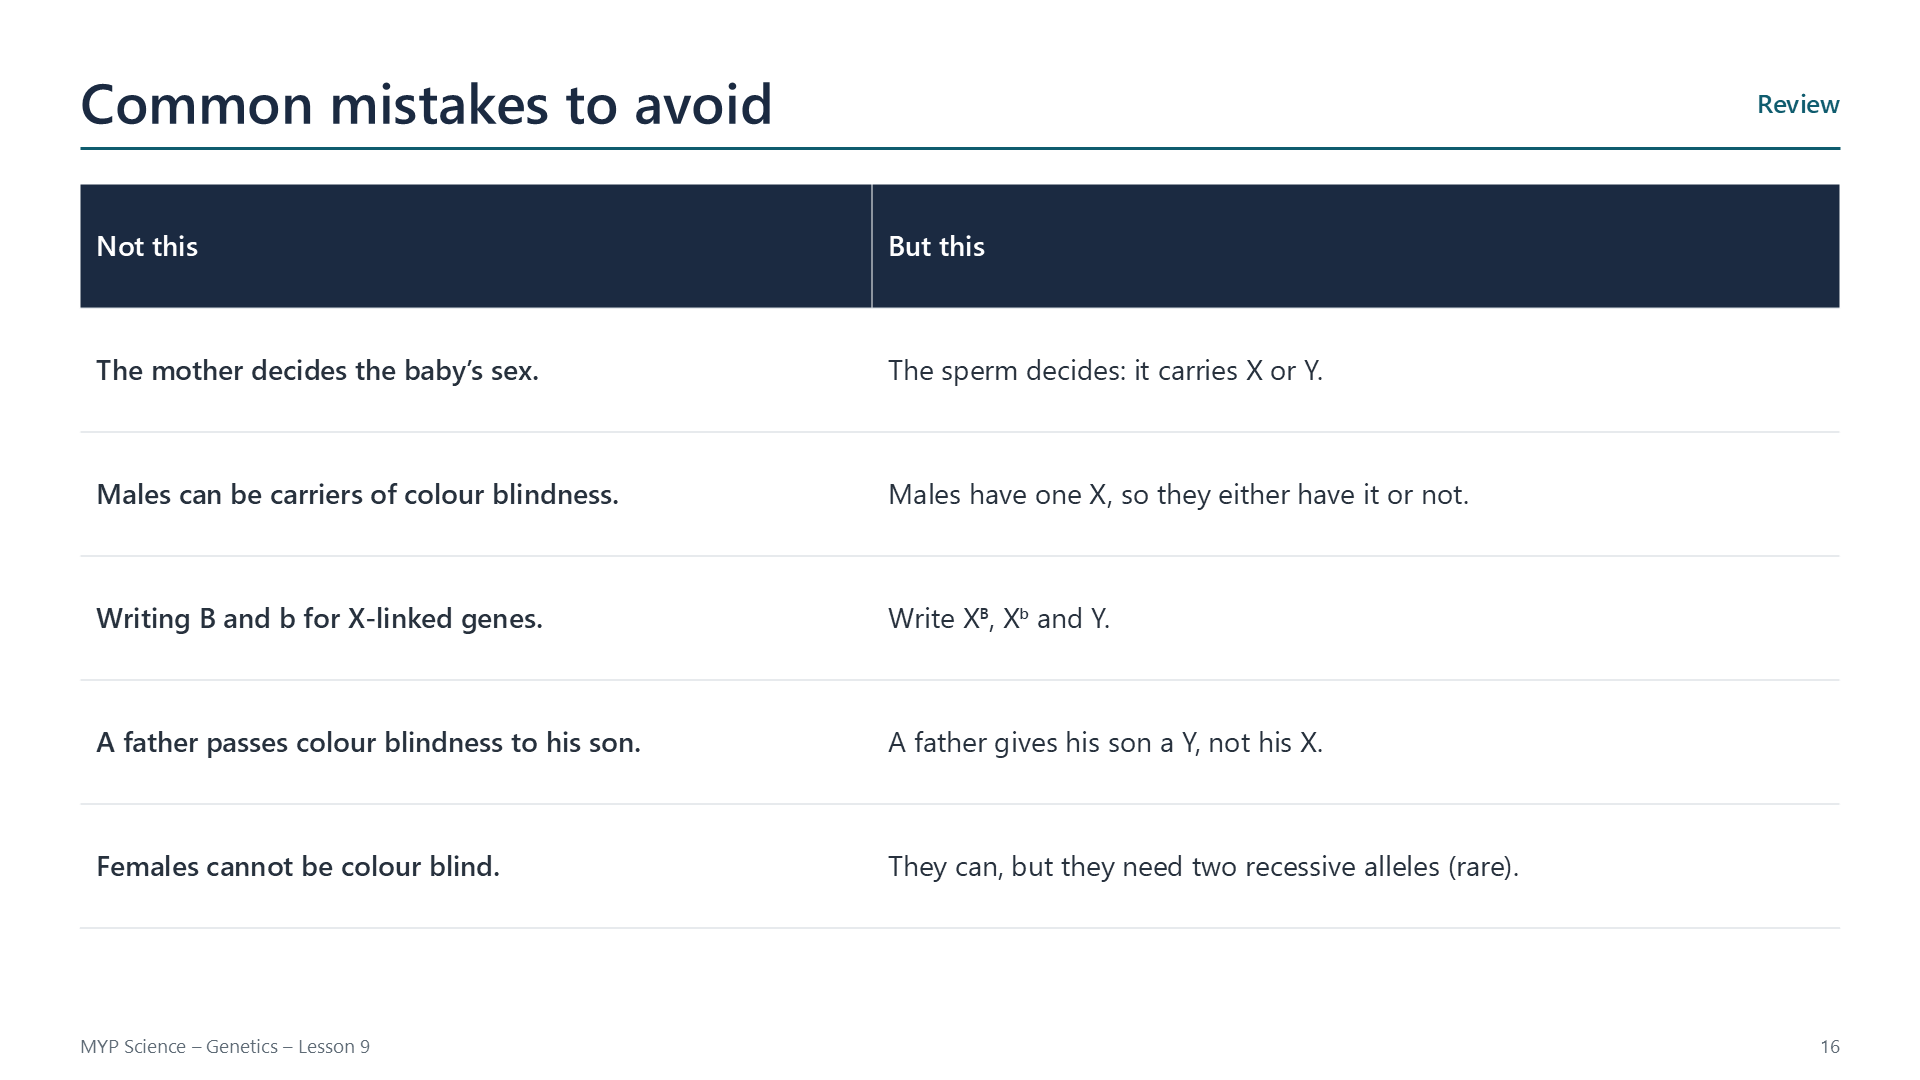 Common mistakes to avoid
Review
Not this
But this
The mother decides the baby’s sex.
The sperm decides: it carries X or Y.
Males can be carriers of colour blindness.
Males have one X, so they either have it or not.
Writing B and b for X-linked genes.
Write Xᴮ, Xᵇ and Y.
A father passes colour blindness to his son.
A father gives his son a Y, not his X.
Females cannot be colour blind.
They can, but they need two recessive alleles (rare).
MYP Science – Genetics – Lesson 9
16